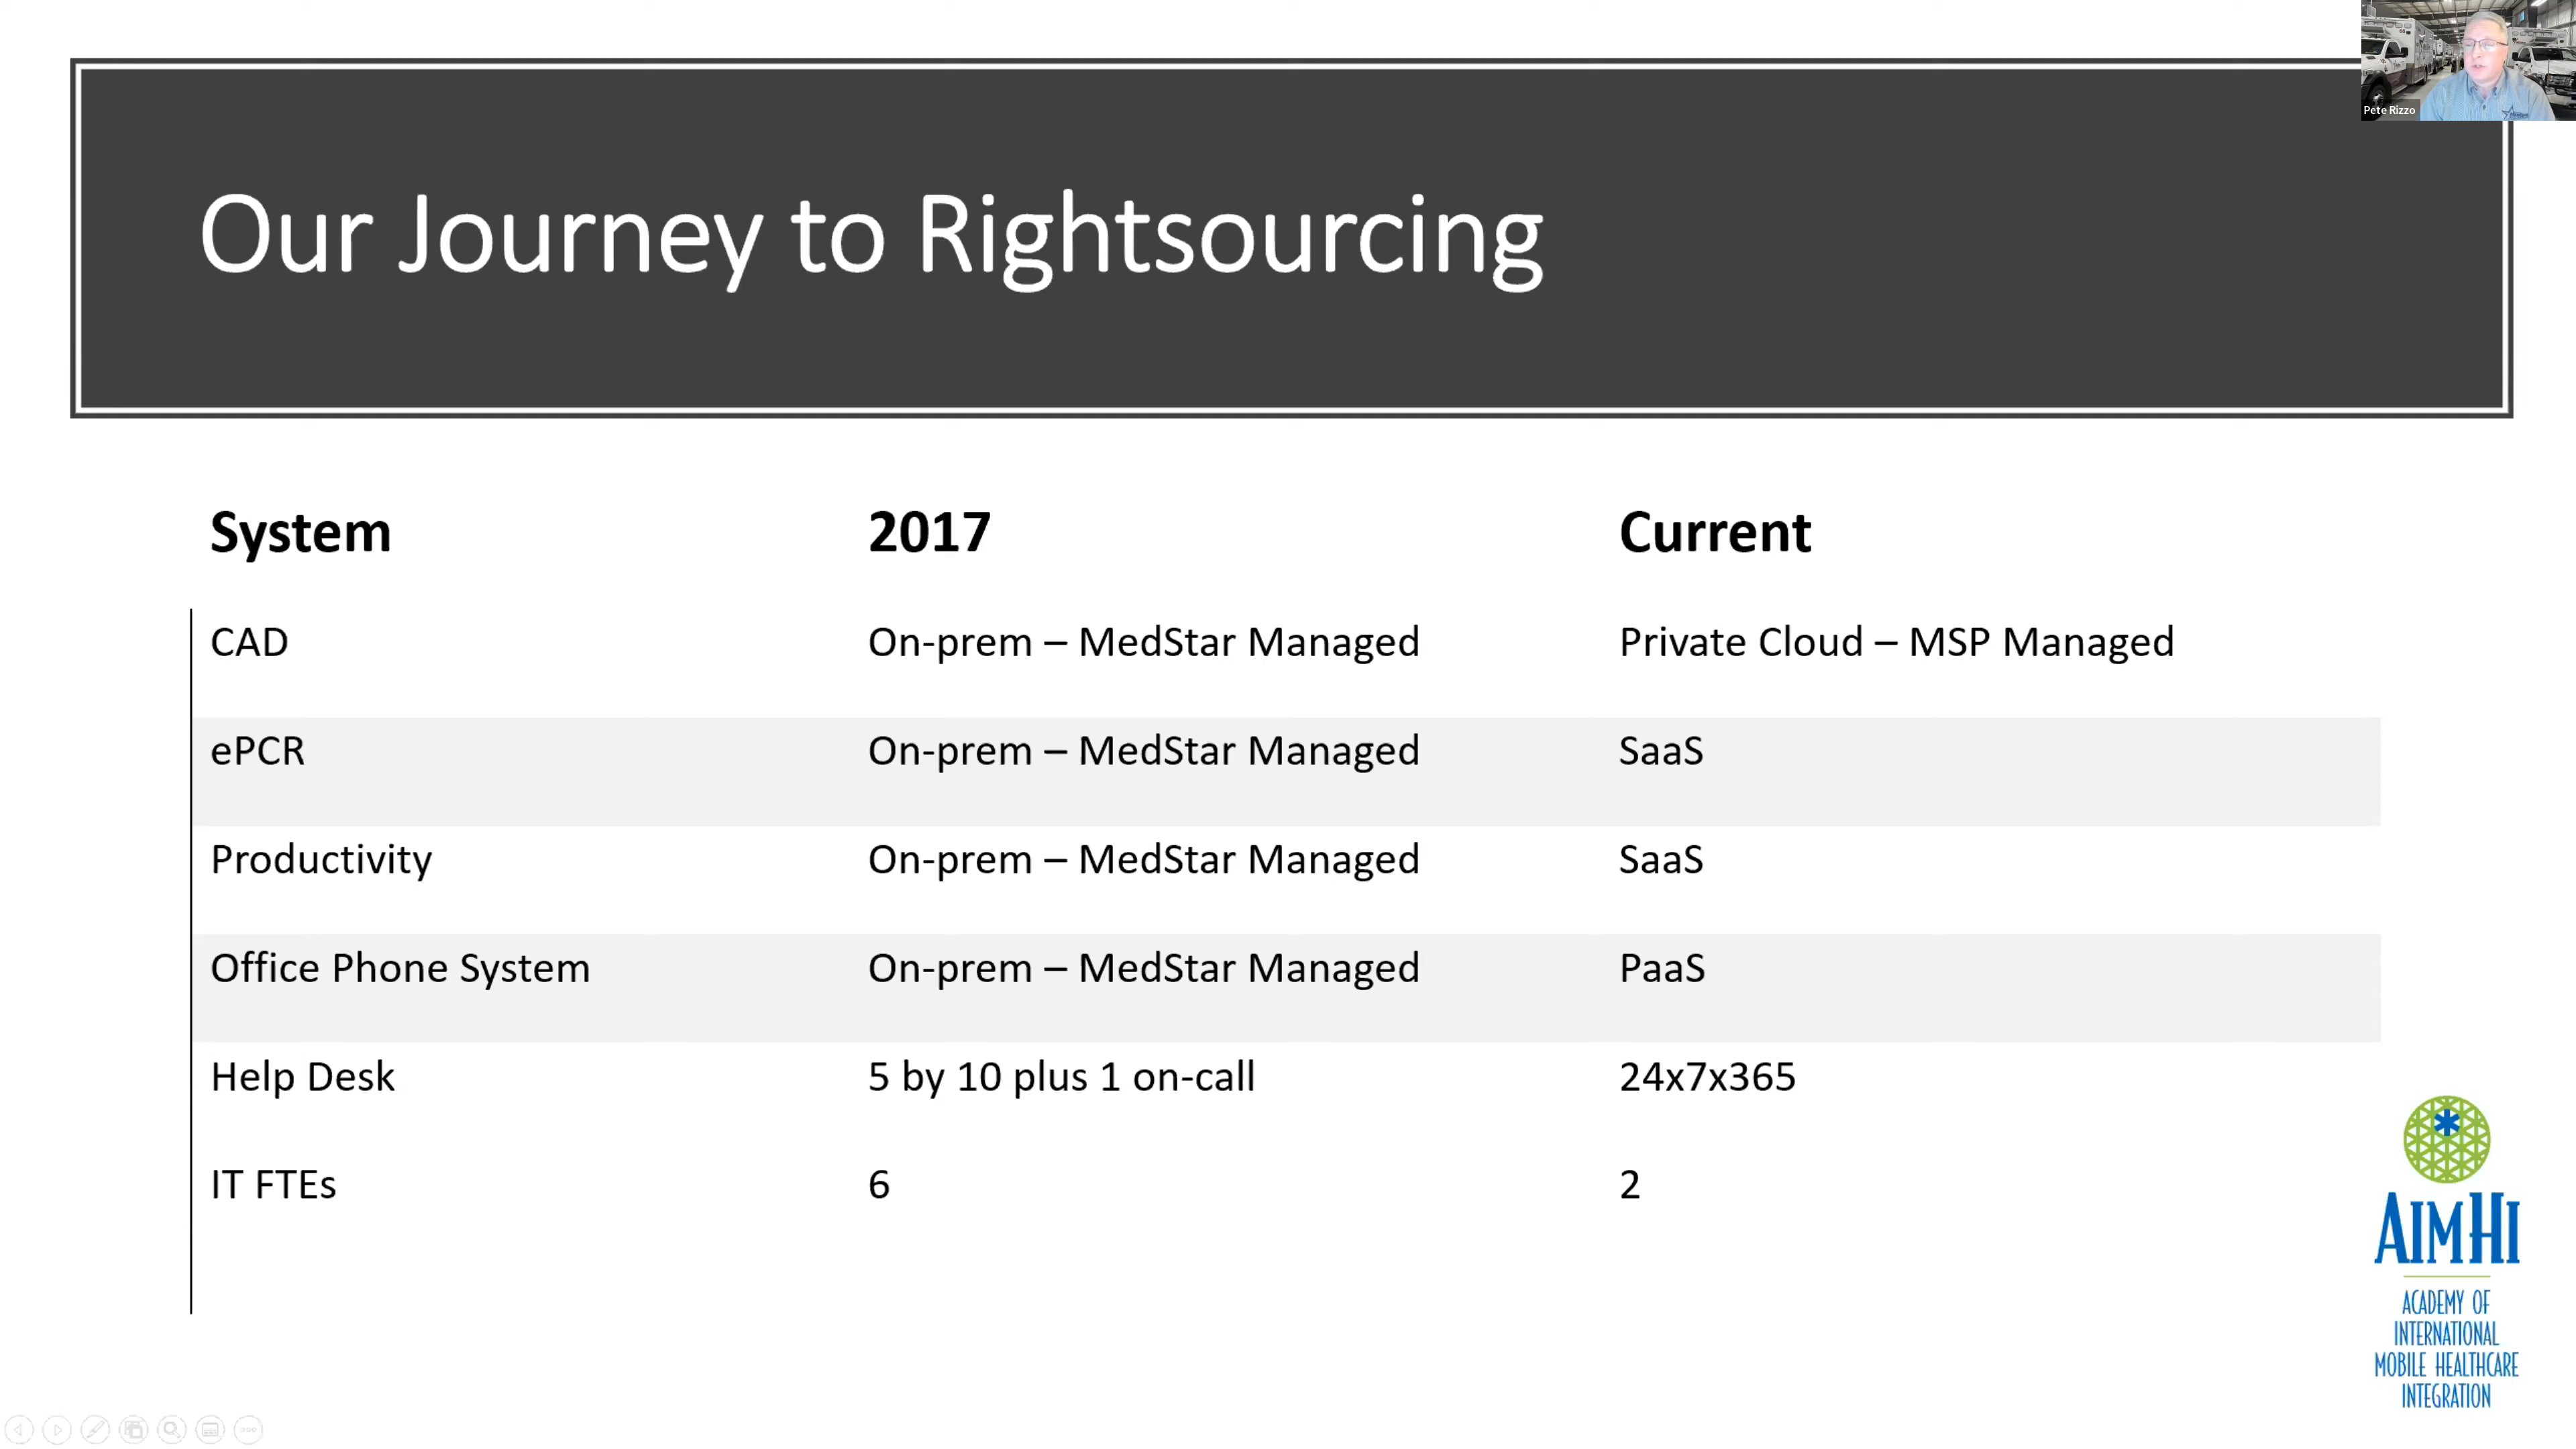 Pete Rizzo
Our Journey to Rightsourcing
System 2017 Current
CAD On-prem – MedStar Managed Private Cloud – MSP Managed
ePCR On-prem – MedStar Managed SaaS
Productivity On-prem – MedStar Managed SaaS
Office Phone System On-prem – MedStar Managed PaaS
Help Desk 5 by 10 plus 1 on-call 24x7x365
IT FTEs 6 2
AIMHI
ACADEMY OF
INTERNATIONAL
MOBILE HEALTHCARE
INTEGRATION